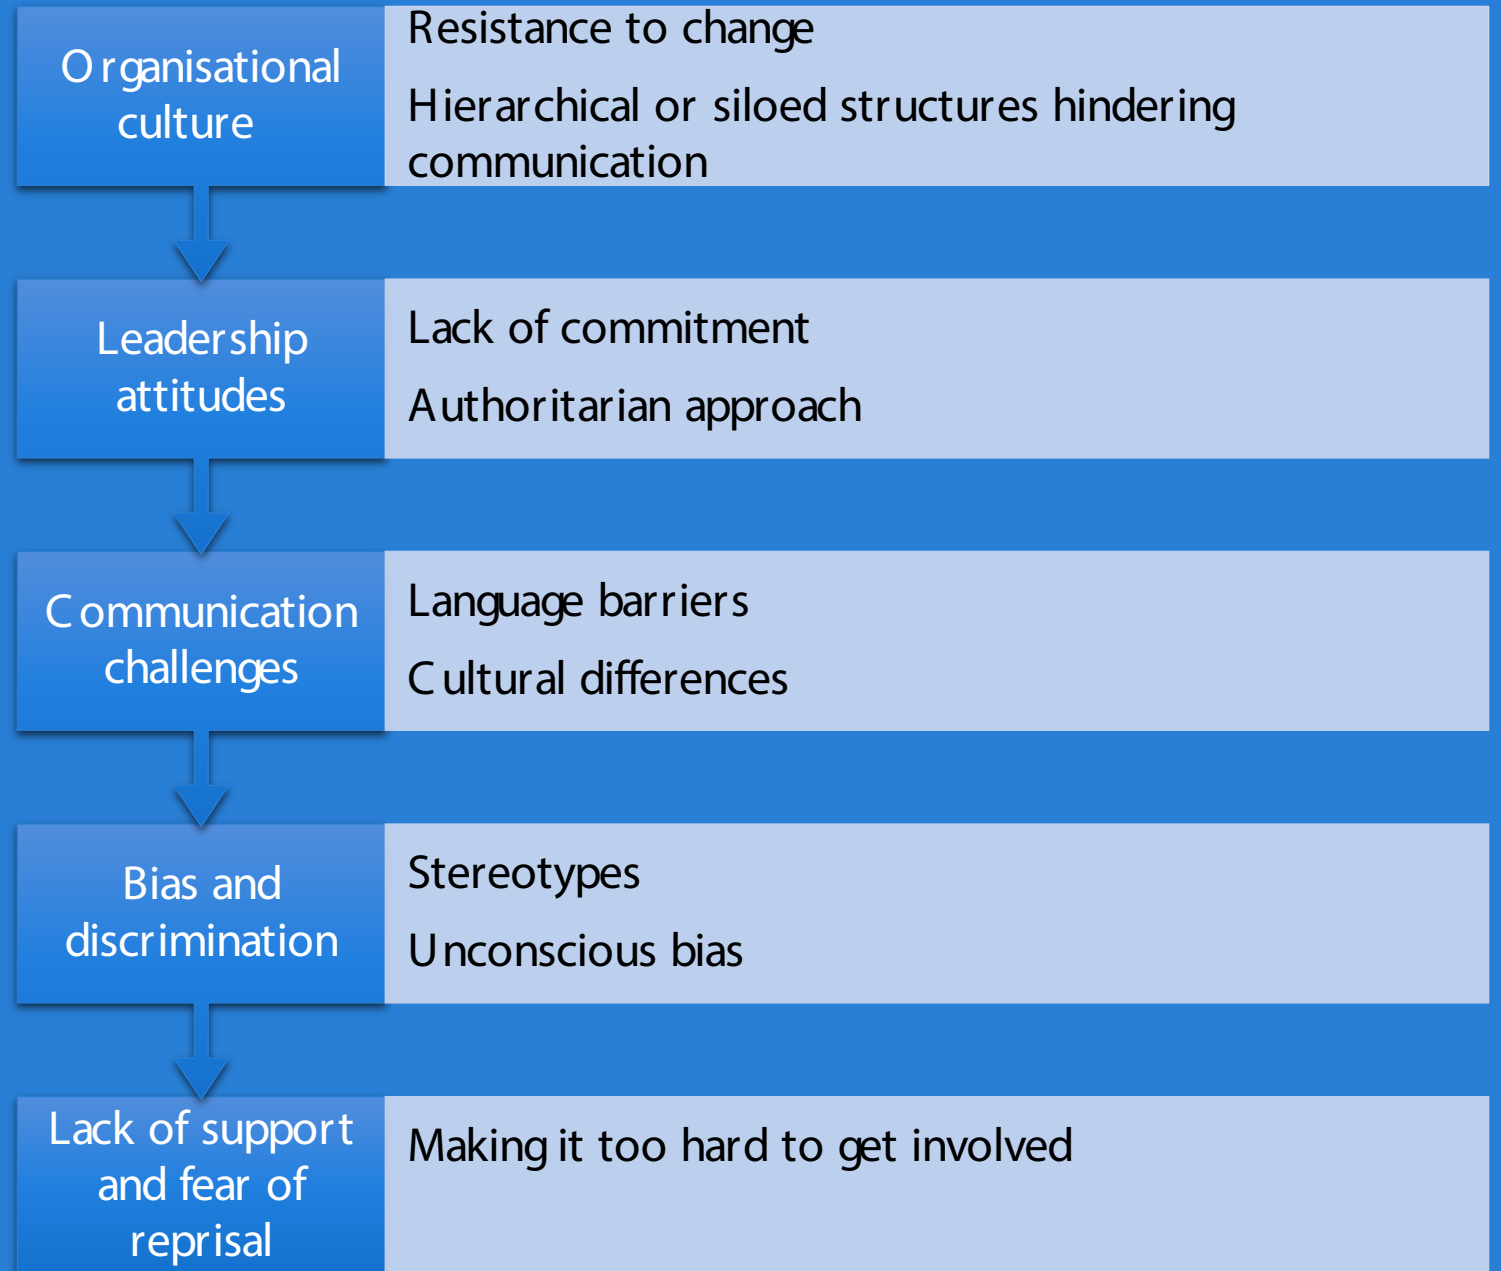 Organisational
culture
Resistance to change
Hierarchical or siloed structures hindering
communication
Leadership
attitudes
Lack of commitment
Authoritarian approach
Communication
challenges
Language barriers
Cultural differences
Bias and
discrimination
Stereotypes
Unconscious bias
Lack of support
and fear of
reprisal
Making it too hard to get involved